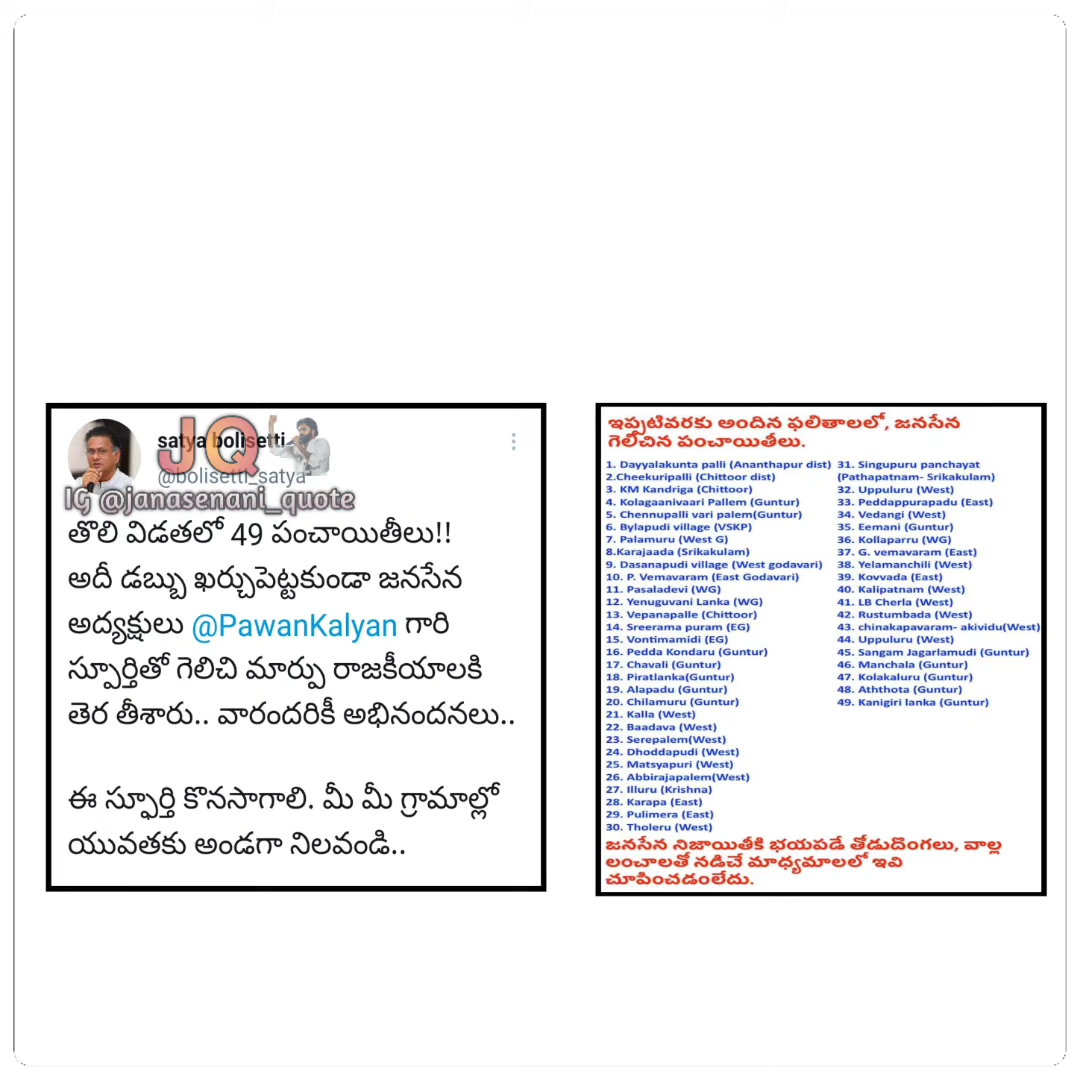 JQ
satya bolisetti
@bolisetti_satya
IG @janasenani_quote
తొలి విడతలో 49 పంచాయితీలు!!
అదీ డబ్బు ఖర్చుపెట్టకుండా జనసేన
అధ్యక్షులు @PawanKalyan గారి
స్పూర్తితో గెలిచి మార్పు రాజకీయాలకి
తెర తీశారు.. వారందరికీ అభినందనలు..
ఈ స్ఫూర్తి కొనసాగాలి. మీ మీ గ్రామాల్లో
యువతకు అండగా నిలవండి..
ఇప్పటివరకు అందిన ఫలితాలలో, జనసేన
గెలిచిన పంచాయితీలు.
1. Dayyalakunta palli (Ananthapur dist)
2.Cheekuripalli (Chittoor dist)
3. KM Kandriga (Chittoor)
4. Kolagaanivaari Pallem (Guntur)
5. Chennupalli vari palem(Guntur)
6. Bylapudi village (VSKP)
7. Palamuru (West G)
8.Karajaada (Srikakulam)
9. Dasanapudi village (West godavari)
10. P. Vemavaram (East Godavari)
11. Pasaladevi (WG)
12. Yenuguvani Lanka (WG)
13. Vepanapalle (Chittoor)
14. Sreerama puram (EG)
15. Vontimamidi (EG)
16. Pedda Kondaru (Guntur)
17. Chavali (Guntur)
18. Piratlanka(Guntur)
19. Alapadu (Guntur)
20. Chilamuru (Guntur)
21. Kalla (West)
22. Baadava (West)
23. Serepalem(West)
24. Dhoddapudi (West)
25. Matsyapuri (West)
26. Abbirajapalem(West)
27. Illuru (Krishna)
28. Karapa (East)
29. Pulimera (East)
30. Tholeru (West)
31. Singupuru panchayat
(Pathapatnam- Srikakulam)
32. Uppuluru (West)
33. Peddappurapadu (East)
34. Vedangi (West)
35. Eemani (Guntur)
36. Kollaparru (WG)
37. G. vemavaram (East)
38. Yelamanchili (West)
39. Kovvada (East)
40. Kalipatnam (West)
41. LB Cherla (West)
42. Rustumbada (West)
43. chinakapavaram- akividu(West)
44. Uppuluru (West)
45. Sangam Jagarlamudi (Guntur)
46. Manchala (Guntur)
47. Kolakaluru (Guntur)
48. Aththota (Guntur)
49. Kanigiri lanka (Guntur)
జనసేన నిజాయితీకి భయపడే తోడుదొంగలు, వాల్ల
లంచాలతో నడిచే మాధ్యమాలలో ఇవి
చూపించడంలేదు.